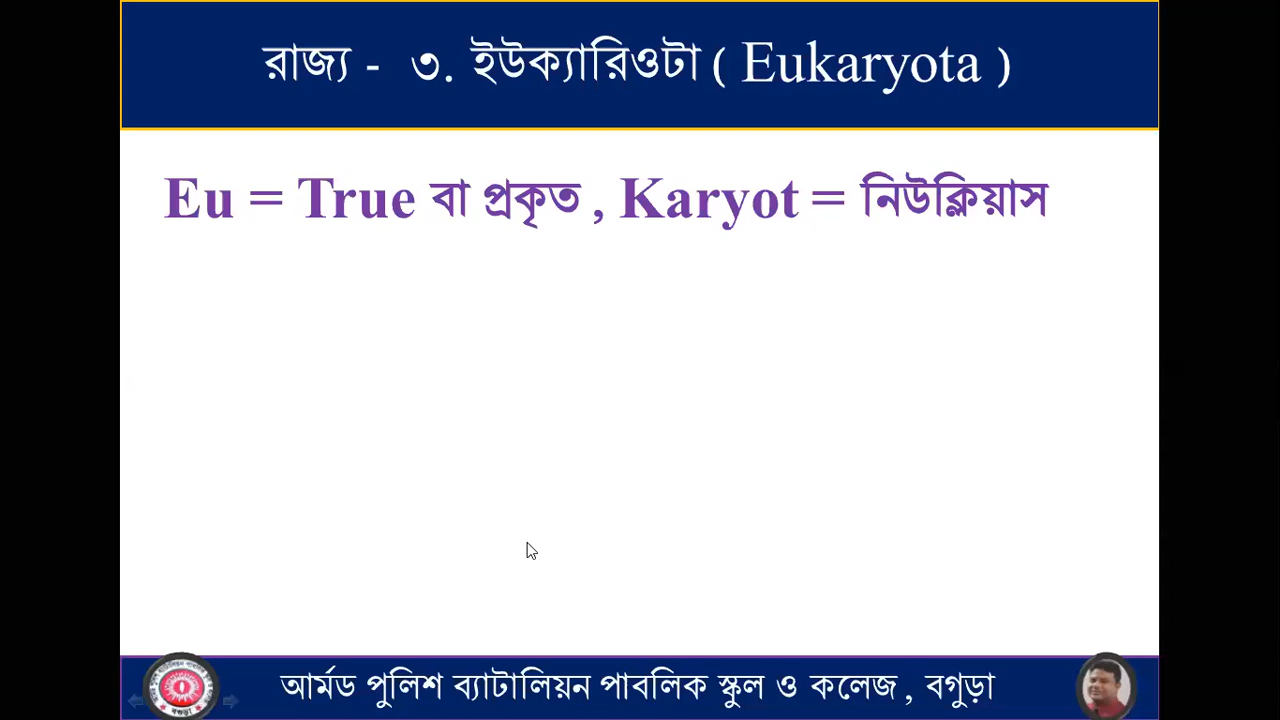 রাজ্য - ৩. ইউক্যারিওটা ( Eukaryota )
Eu = True বা প্রকৃত , Karyot = নিউক্লিয়াস
আর্মড পুলিশ ব্যাটালিয়ন পাবলিক স্কুল ও কলেজ , বগুড়া